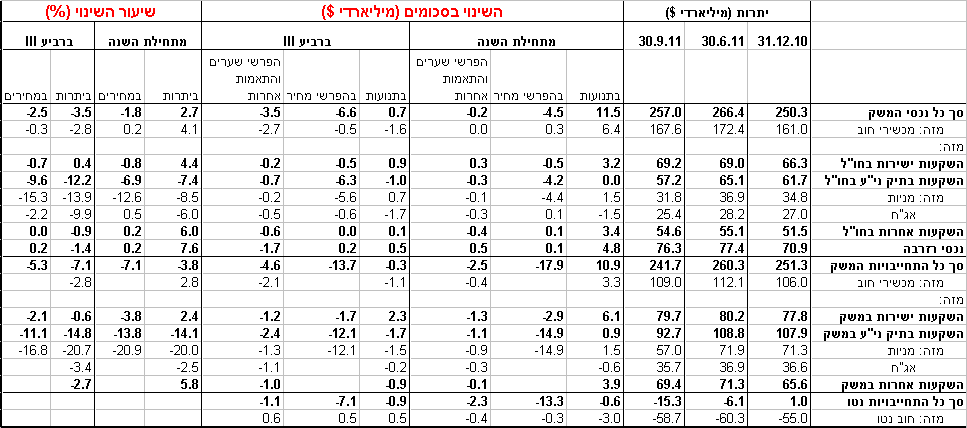 יתרות (מיליארדי $) השינוי בסכומים (מיליארדי $) שיעור השינוי (%)
31.12.10 30.6.11 30.9.11 מתחילת השנה ברביע III מתחילת השנה ברביע III
בתנועות בהפרשי מחיר הפרשי שערים והתאמות אחרות בתנועות בהפרשי מחיר הפרשי שערים והתאמות אחרות ביתרות במחירים ביתרות במחירים
סך כל נכסי המשק 250.3 266.4 257.0 11.5 -4.5 -0.2 0.7 -6.6 -3.5 2.7 -1.8 -3.5 -2.5
מזה: מכשירי חוב 161.0 172.4 167.6 6.4 0.3 0.0 -1.6 -0.5 -2.7 4.1 0.2 -2.8 -0.3
מזה:
השקעות ישירות בחו"ל 66.3 69.0 69.2 3.2 -0.5 0.3 0.9 -0.5 -0.2 4.4 -0.8 0.4 -0.7
השקעות בתיק ני"ע בחו"ל 61.7 65.1 57.2 0.0 -4.2 -0.3 -1.0 -6.3 -0.7 -7.4 -6.9 -12.2 -9.6
מזה: מניות 34.8 36.9 31.8 1.5 -4.4 -0.1 0.7 -5.6 -0.2 -8.5 -12.6 -13.9 -15.3
אג"ח 27.0 28.2 25.4 -1.5 0.1 -0.3 -1.7 -0.6 -0.5 -6.0 0.5 -9.9 -2.2
השקעות אחרות בחו"ל 51.5 55.1 54.6 3.4 0.1 -0.4 0.1 0.0 -0.6 6.0 0.2 -0.9 0.0
נכסי רזרבה 70.9 77.4 76.3 4.8 0.1 0.5 0.5 0.2 -1.7 7.6 0.2 -1.4 0.2
סך כל התחייבויות המשק 251.3 260.3 241.7 10.9 -17.9 -2.5 -0.3 -13.7 -4.6 -3.8 -7.1 -7.1 -5.3
מזה: מכשירי חוב 106.0 112.1 109.0 3.3 -0.4 -1.1 -2.1 2.8 -2.8
מזה:
השקעות ישירות במשק 77.8 80.2 79.7 6.1 -2.9 -1.3 2.3 -1.7 -1.2 2.4 -3.8 -0.6 -2.1
השקעות בתיק ני"ע במשק 107.9 108.8 92.7 0.9 -14.9 -1.1 -1.7 -12.1 -2.4 -14.1 -13.8 -14.8 -11.1
מזה: מניות 71.3 71.9 57.0 1.5 -14.9 -0.9 -1.5 -12.1 -1.3 -20.0 -20.9 -20.7 -16.8
אג"ח 36.6 36.9 35.7 -0.6 -0.3 -0.2 -1.1 -2.5 -3.4
השקעות אחרות במשק 65.6 71.3 69.4 3.9 -0.1 -0.9 -1.0 5.8 -2.7
סך כל התחייבויות נטו 1.0 -6.1 -15.3 -0.6 -13.3 -2.3 -0.9 -7.1 -1.1
מזה: חוב נטו -55.0 -60.3 -58.7 -3.0 -0.3 -0.4 0.5 0.5 0.6